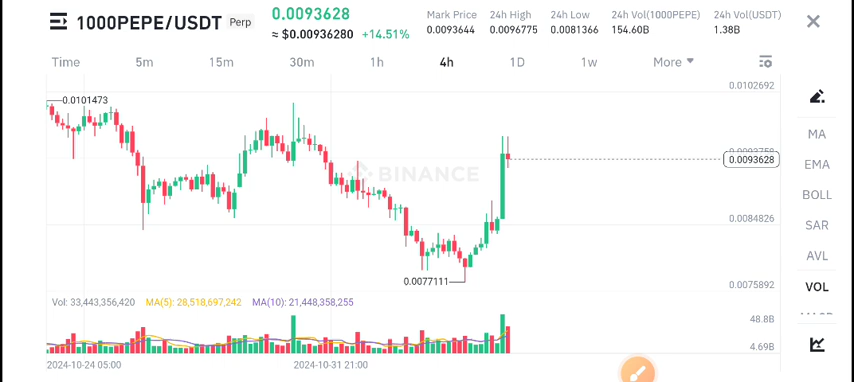 1000PEPE/USDT Perp
0.0093628
≈ $0.00936280 +14.51%
Mark Price
0.0093644
24h High
0.0096775
24h Low
0.0081366
24h Vol(1000PEPE)
154.60B
24h Vol(USDT)
1.38B
Time 5m 15m 30m 1h 4h 1D 1w More
0.0102692
0.0101473
MA
0.0093628
BINANCE
EMA
BOLL
0.0084826
SAR
AVL
0.0077111
0.0075892
VOL
Vol: 33,443,356,420 MA(5): 28,518,697,242 MA(10): 21,448,358,255
48.8B
4.69B
2024-10-24 05:00 2024-10-31 21:00